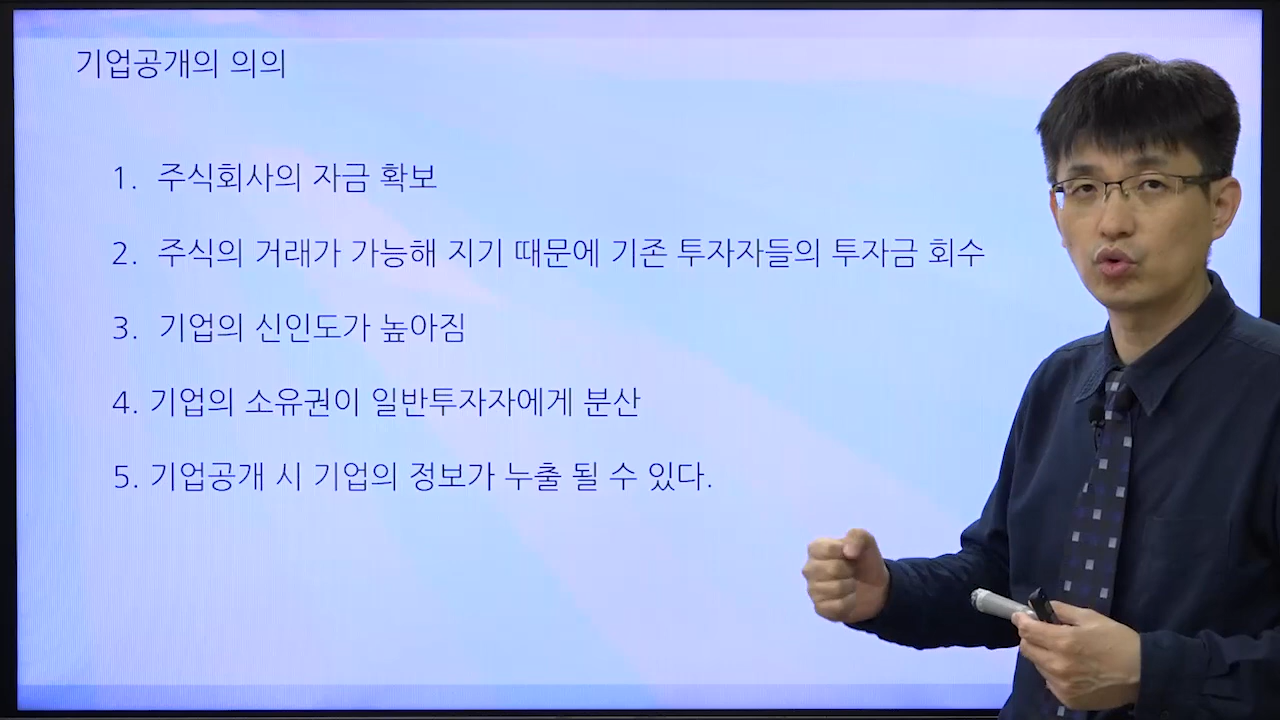 기업공개의 의의
1. 주식회사의 자금 확보
2. 주식의 거래가 가능해 지기 때문에 기존 투자자들의 투자금 회수
3. 기업의 신인도가 높아짐
4. 기업의 소유권이 일반투자자에게 분산
5. 기업공개 시 기업의 정보가 누출 될 수 있다.